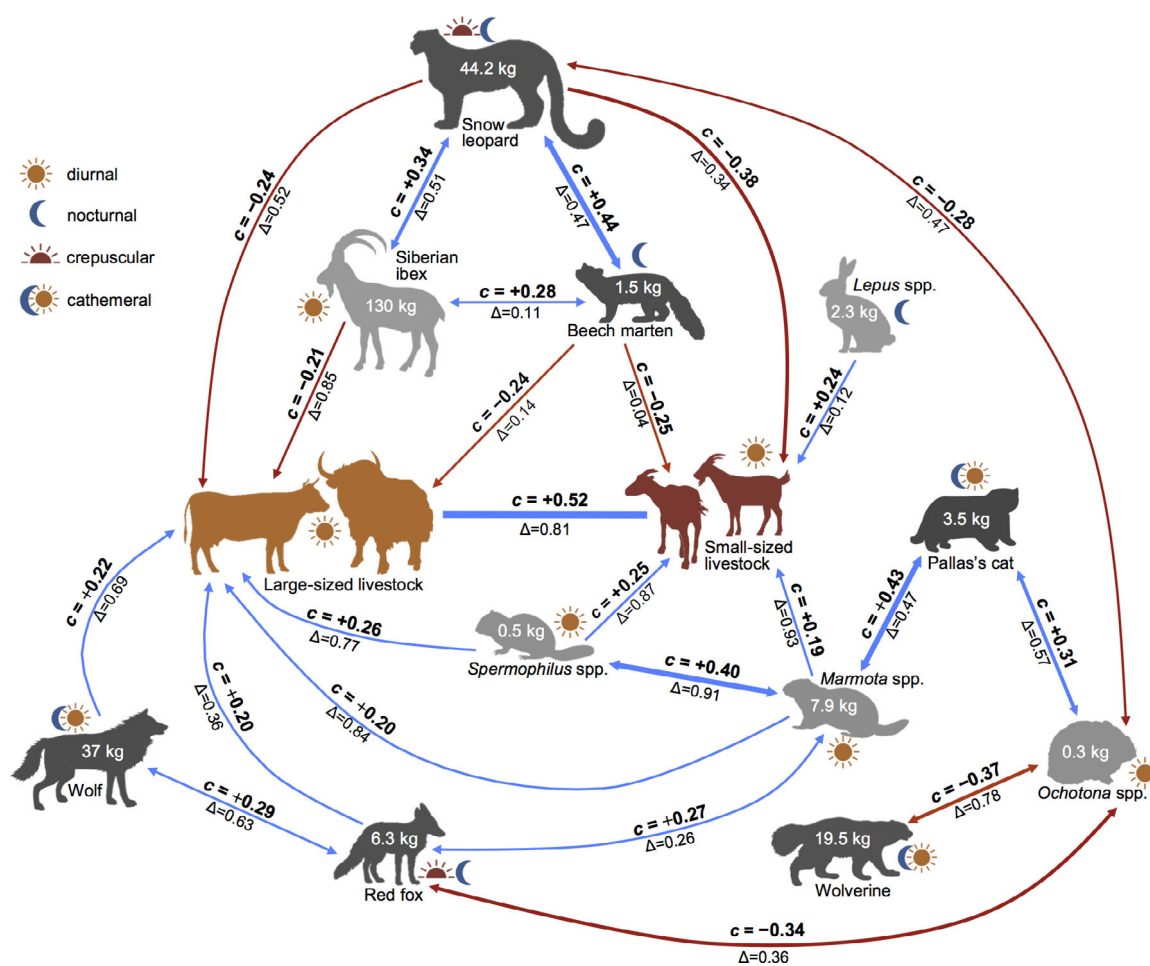 44.2 kg
Snow
leopard
diurnal
nocturnal
crepuscular
cathemeral
c = −0.24
Δ=0.52
c = +0.34
Δ=0.51
c = +0.44
Δ=0.47
c = −0.38
Δ=0.34
c = −0.28
Δ=0.47
Siberian
ibex
130 kg
c = +0.28
Δ=0.11
1.5 kg
Beech marten
Lepus spp.
2.3 kg
c = −0.21
Δ=0.85
c = −0.24
Δ=0.14
c = −0.25
Δ=0.04
c = +0.24
Δ=0.12
c = +0.52
Δ=0.81
Large-sized livestock
Small-sized
livestock
3.5 kg
Pallas's cat
c = +0.22
Δ=0.69
c = +0.26
Δ=0.77
c = +0.25
Δ=0.87
0.5 kg
Spermophilus spp.
c = +0.19
Δ=0.93
c = +0.43
Δ=0.47
c = +0.31
Δ=0.57
c = +0.40
Δ=0.91
Marmota spp.
7.9 kg
c = +0.20
Δ=0.36
c = +0.20
Δ=0.84
37 kg
Wolf
c = +0.29
Δ=0.63
6.3 kg
Red fox
c = +0.27
Δ=0.26
0.3 kg
Ochotona spp.
c = −0.37
Δ=0.78
19.5 kg
Wolverine
c = −0.34
Δ=0.36